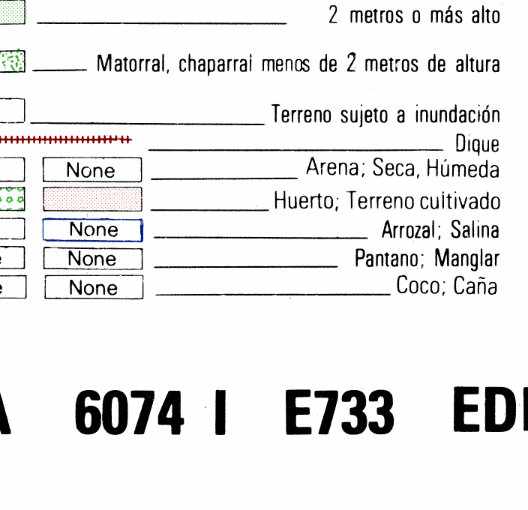 2 metros o más alto
Matorral, chaparral menos de 2 metros de altura
Terreno sujeto a inundación
Dique
None Arena; Seca, Húmeda
Huerto; Terreno cultivado
None Arrozal; Salina
None Pantano; Manglar
None Coco; Caña
6074 I E733